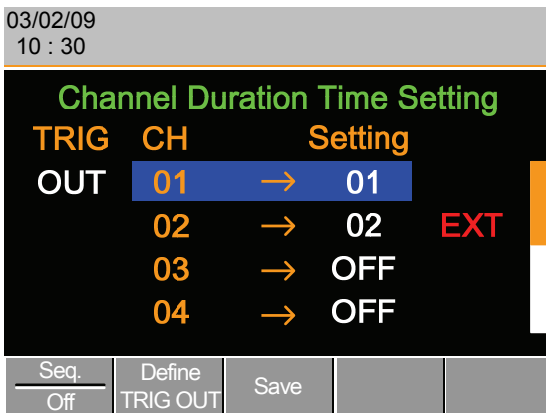 03/02/09
10 : 30
Channel Duration Time Setting
TRIG CH Setting
OUT 01 → 01
02 → 02 EXT
03 → OFF
04 → OFF
Seq. Off
Define TRIG OUT
Save